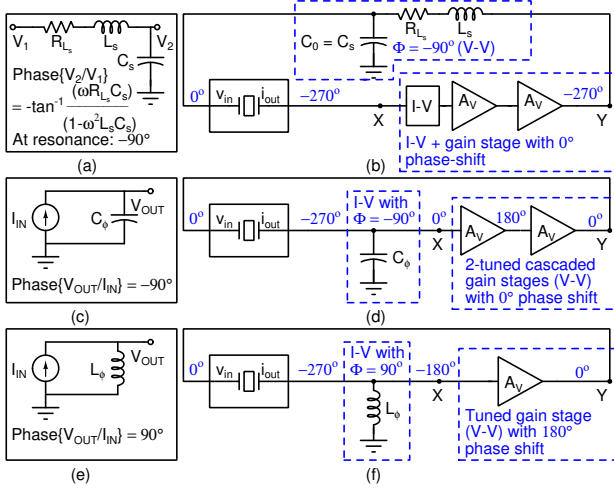 V1 RLs Ls V2
Cs
Phase{V2/V1}
= -tan-1 (ωRLsCs)
(1-ω2LsCs)
At resonance: −90°
(a)
C0 = Cs RLs Ls
Φ = −90° (V-V)
0° vin iout −270° X I-V AV AV −270° Y
I-V + gain stage with 0°
phase-shift
(b)
IIN Cϕ VOUT
Phase{VOUT/IIN} = −90°
(c)
I-V with
Φ = −90°
0° vin iout −270° 0° X AV 180° AV 0° Y
Cϕ
2-tuned cascaded
gain stages (V-V)
with 0° phase shift
(d)
IIN Lϕ VOUT
Phase{VOUT/IIN} = 90°
(e)
I-V with
Φ = 90°
0° vin iout −270° −180° X AV 0° Y
Lϕ
Tuned gain stage
(V-V) with 180°
phase shift
(f)